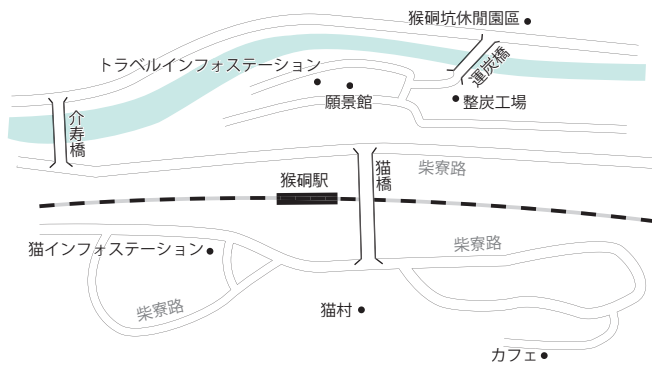 猴硐坑休閒園區
トラベルインフォステーション
運炭橋
願景館
整炭工場
介寿橋
猫橋
柴寮路
猴硐駅
柴寮路
猫インフォステーション
柴寮路
猫村
カフェ